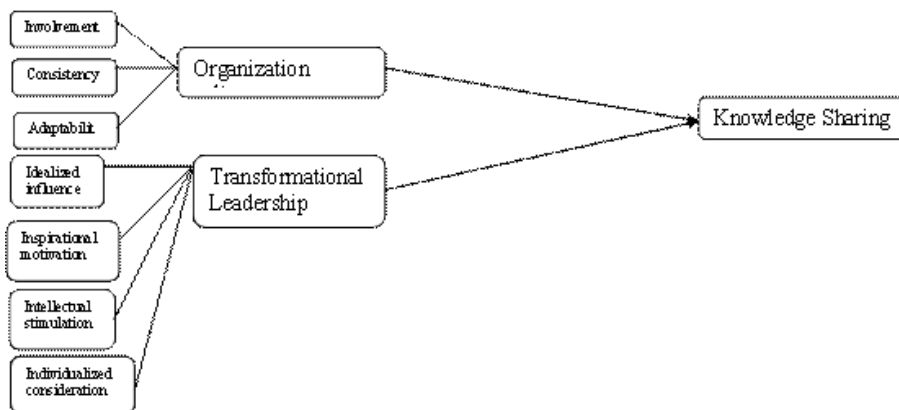 Involvement
Consistency
Adaptabilit
Organization
Idealized
influence
Transformational
Leadership
Inspirational
motivation
Intellectual
stimulation
Individualized
consideration
Knowledge Sharing